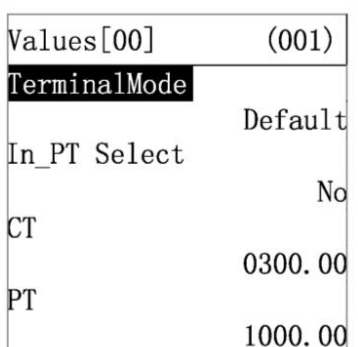 Values[00] (001)
TerminalMode
Default
In_PT Select
No
CT
0300.00
PT
1000.00